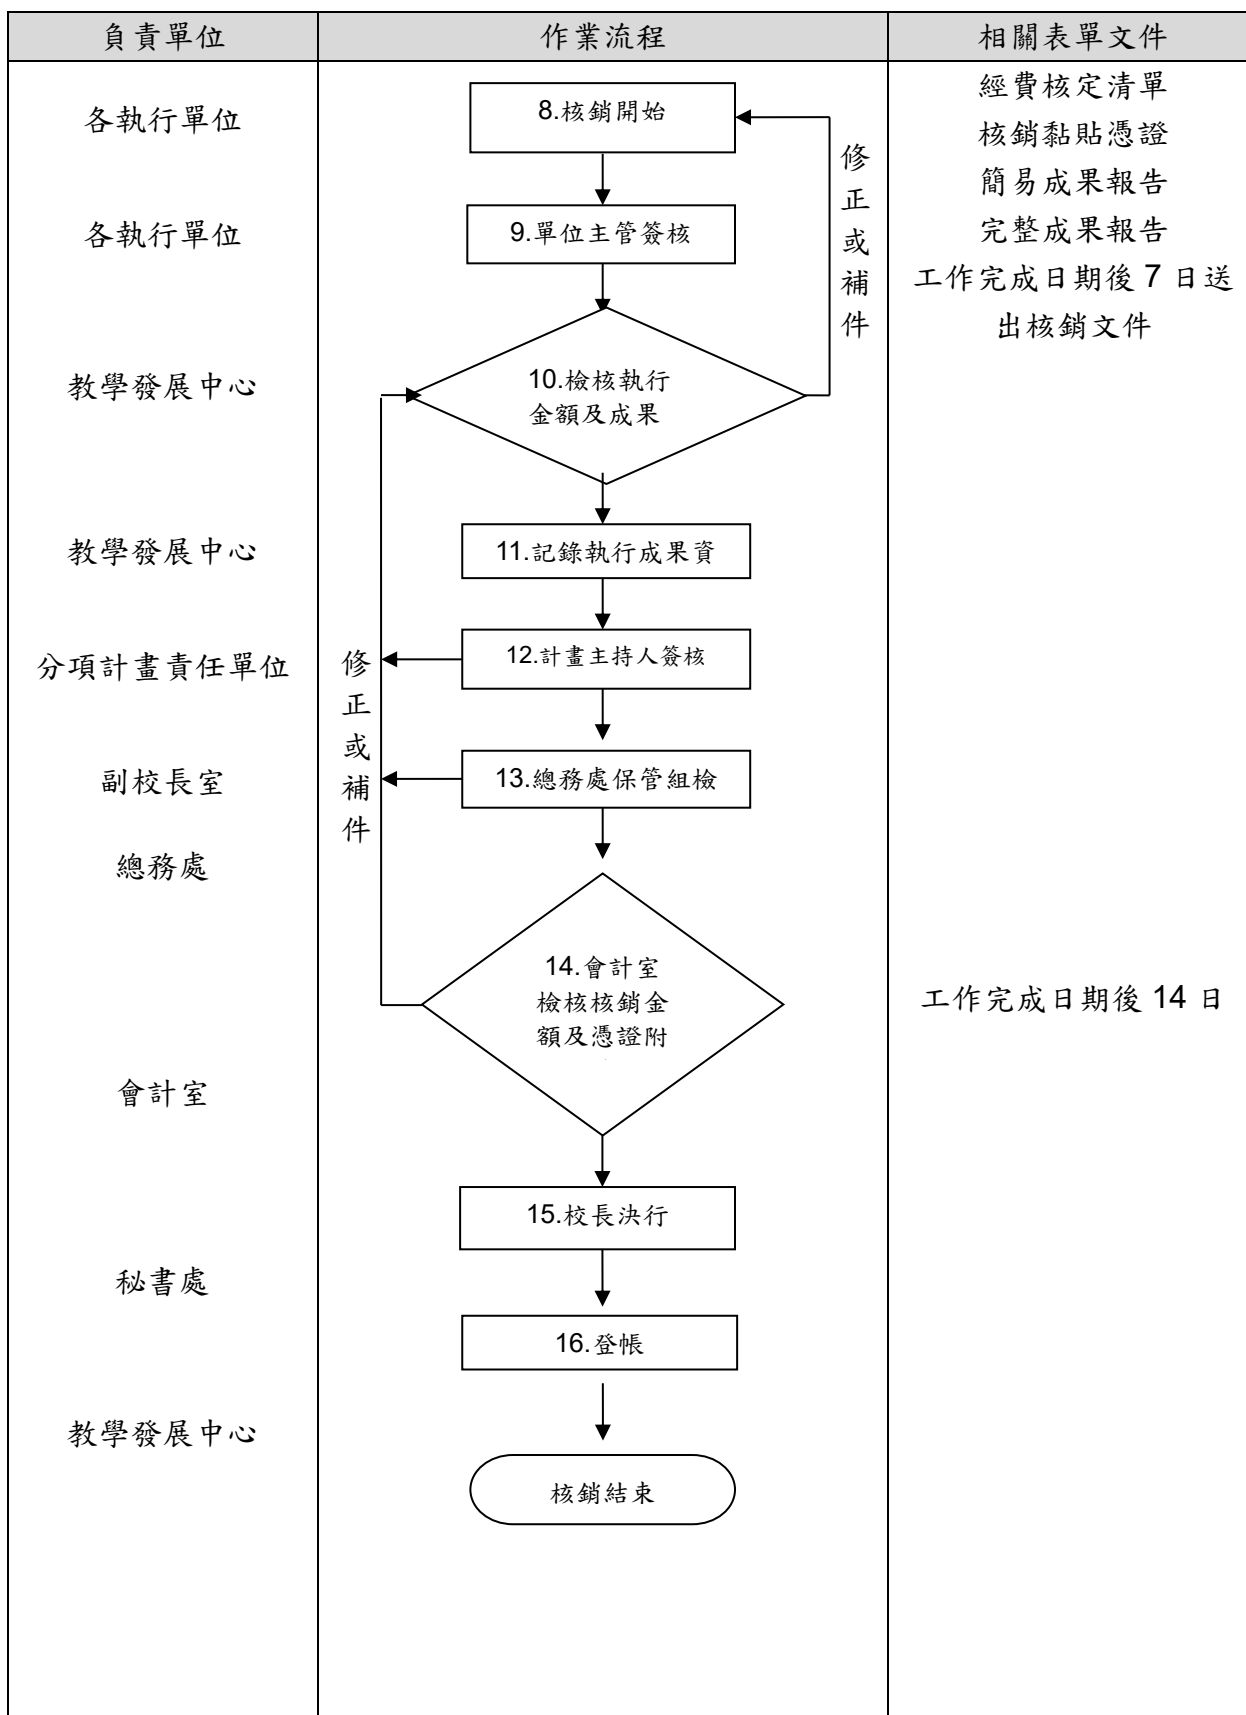 負責單位
作業流程
相關表單文件
各執行單位
8.核銷開始
經費核定清單
核銷黏貼憑證
簡易成果報告
完整成果報告
工作完成日期後 7 日送
出核銷文件
修正或補件
各執行單位
9.單位主管簽核
教學發展中心
10.檢核執行
金額及成果
教學發展中心
11.記錄執行成果資
分項計畫責任單位
修正或補件
12.計畫主持人簽核
副校長室
13.總務處保管組檢
總務處
14.會計室
檢核核銷金
額及憑證附
工作完成日期後 14 日
會計室
15.校長決行
秘書處
16.登帳
教學發展中心
核銷結束